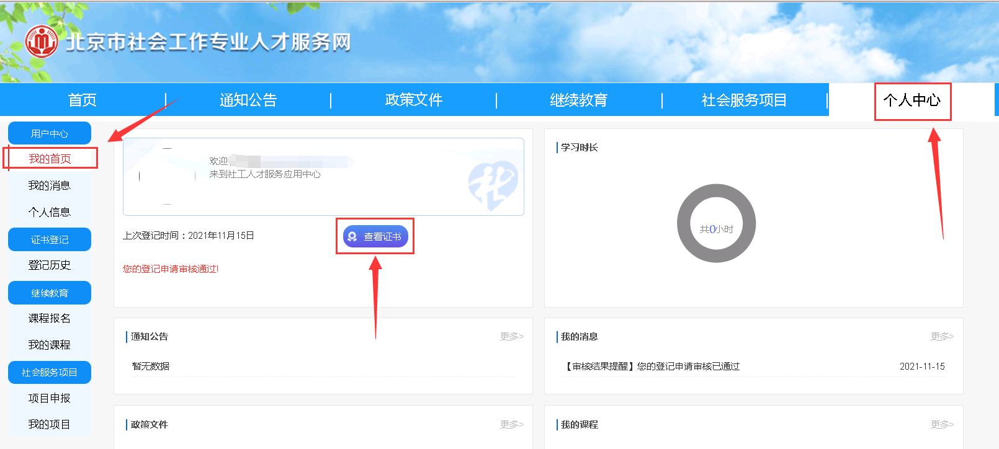 北京市社会工作专业人才服务网
首页 通知公告 政策文件 继续教育 社会服务项目 个人中心
用户中心
我的首页
我的消息
个人信息
证书登记
登记历史
继续教育
课程报名
我的课程
社会服务项目
项目申报
我的项目
欢迎
来到社工人才服务应用中心
上次登记时间：2021年11月15日
查看证书
您的登记申请审核通过!
学习时长
共0小时
通知公告 更多>
暂无数据
我的消息 更多>
【审核结果提醒】您的登记申请审核已通过 2021-11-15
政策文件 更多>
我的课程 更多>